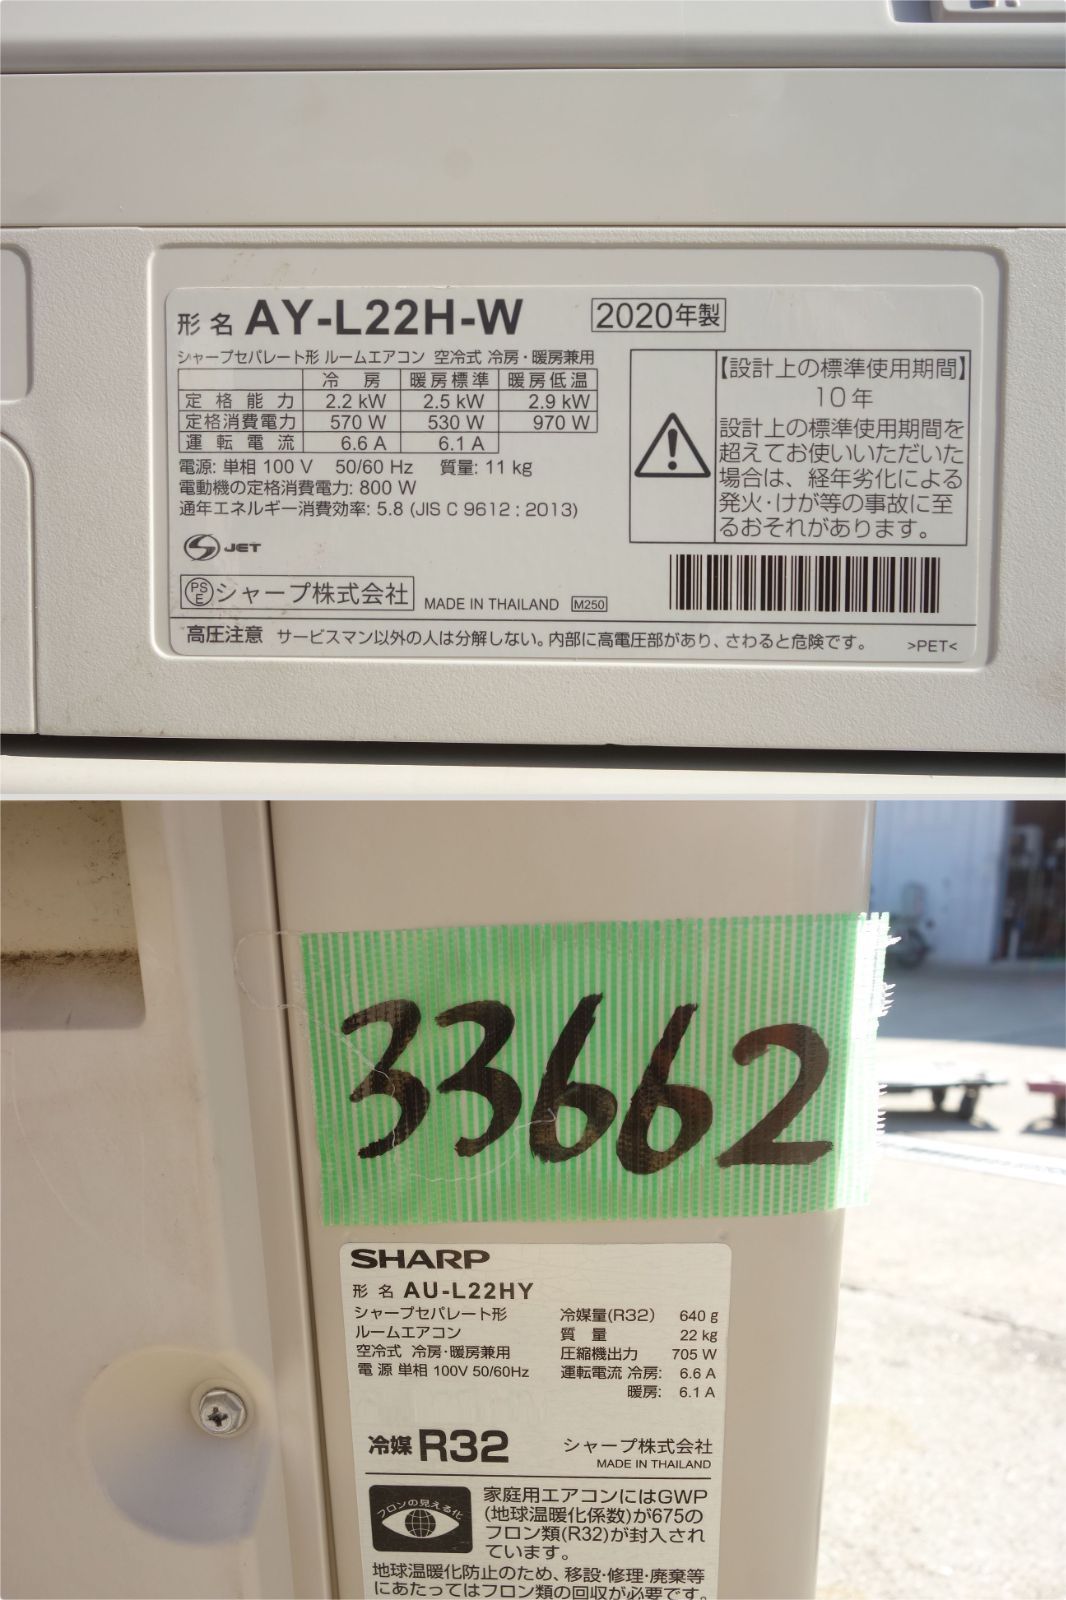 形名 AY-L22H-W 2020年製
シャープセパレート形 ルームエアコン 空冷式 冷房・暖房兼用
冷房 暖房標準 暖房低温
定格能力 2.2 kW 2.5 kW 2.9 kW
定格消費電力 570 W 530 W 970 W
運転電流 6.6 A 6.1 A
電源: 単相 100 V 50/60 Hz 質量: 11 kg
電動機の定格消費電力: 800 W
通年エネルギー消費効率: 5.8 (JIS C 9612 : 2013)
【設計上の標準使用期間】
10年
設計上の標準使用期間を
超えてお使いいただいた
場合は、経年劣化による
発火・けが等の事故に至
るおそれがあります。
S JET
PSE シャープ株式会社 MADE IN THAILAND M250
高圧注意 サービスマン以外の人は分解しない。内部に高電圧部があり、さわると危険です。 >PET<
33662
SHARP
形名 AU-L22HY
シャープセパレート形
ルームエアコン
空冷式 冷房・暖房兼用
電源 単相 100V 50/60Hz
冷媒量(R32) 640 g
質量 22 kg
圧縮機出力 705 W
運転電流 冷房: 6.6 A
暖房: 6.1 A
冷媒 R32
シャープ株式会社
MADE IN THAILAND
フロンの見える化
家庭用エアコンにはGWP
(地球温暖化係数)が675の
フロン類(R32)が封入され
ています。
地球温暖化防止のため、移設・修理・廃棄等
にあたってはフロン類の回収が必要です。